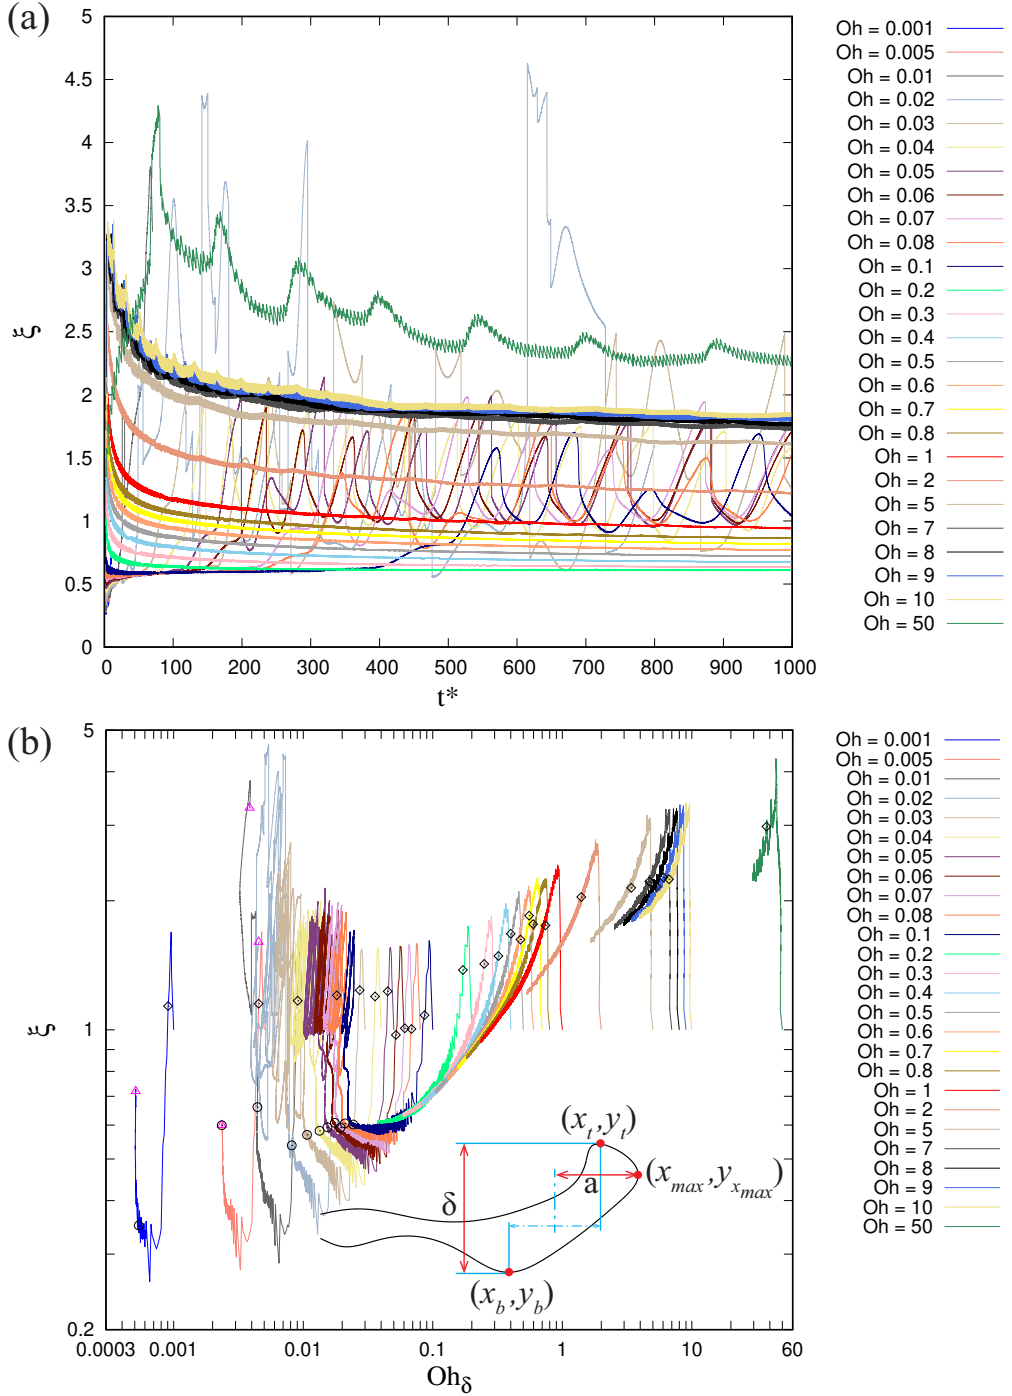 (a)
5
4.5
4
3.5
3
2.5
2
1.5
1
0.5
0
ξ
0 100 200 300 400 500 600 700 800 900 1000
t*
Oh = 0.001
Oh = 0.005
Oh = 0.01
Oh = 0.02
Oh = 0.03
Oh = 0.04
Oh = 0.05
Oh = 0.06
Oh = 0.07
Oh = 0.08
Oh = 0.1
Oh = 0.2
Oh = 0.3
Oh = 0.4
Oh = 0.5
Oh = 0.6
Oh = 0.7
Oh = 0.8
Oh = 1
Oh = 2
Oh = 5
Oh = 7
Oh = 8
Oh = 9
Oh = 10
Oh = 50
(b)
5
1
0.2
ξ
(x_t,y_t)
δ
a
(x_max,y_x_max)
(x_b,y_b)
0.0003 0.001 0.01 0.1 1 10 60
Oh_δ
Oh = 0.001
Oh = 0.005
Oh = 0.01
Oh = 0.02
Oh = 0.03
Oh = 0.04
Oh = 0.05
Oh = 0.06
Oh = 0.07
Oh = 0.08
Oh = 0.1
Oh = 0.2
Oh = 0.3
Oh = 0.4
Oh = 0.5
Oh = 0.6
Oh = 0.7
Oh = 0.8
Oh = 1
Oh = 2
Oh = 5
Oh = 7
Oh = 8
Oh = 9
Oh = 10
Oh = 50